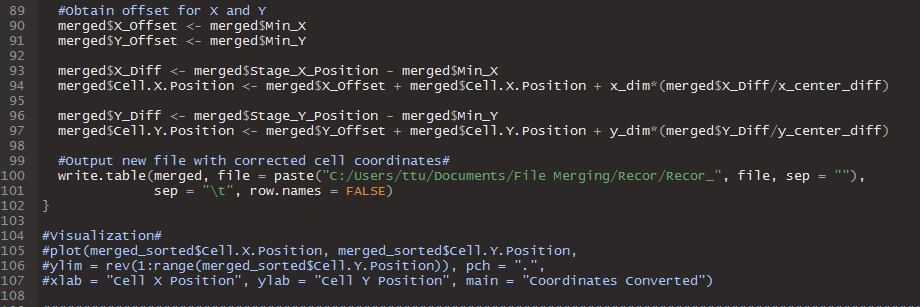 89 #Obtain offset for X and Y
90 merged$X_Offset <- merged$Min_X
91 merged$Y_Offset <- merged$Min_Y
92
93 merged$X_Diff <- merged$Stage_X_Position - merged$Min_X
94 merged$Cell.X.Position <- merged$X_Offset + merged$Cell.X.Position + x_dim*(merged$X_Diff/x_center_diff)
95
96 merged$Y_Diff <- merged$Stage_Y_Position - merged$Min_Y
97 merged$Cell.Y.Position <- merged$Y_Offset + merged$Cell.Y.Position + y_dim*(merged$Y_Diff/y_center_diff)
98
99 #Output new file with corrected cell coordinates#
100 write.table(merged, file = paste("C:/Users/ttu/Documents/File Merging/Recor/Recor_", file, sep = ""),
101 sep = "\t", row.names = FALSE)
102 }
103
104 #Visualization#
105 #plot(merged_sorted$Cell.X.Position, merged_sorted$Cell.Y.Position,
106 #ylim = rev(1:range(merged_sorted$Cell.Y.Position)), pch = ".",
107 #xlab = "Cell X Position", ylab = "Cell Y Position", main = "Coordinates Converted")
108